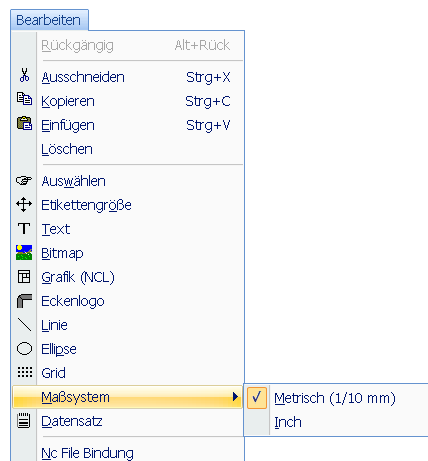 Bearbeiten
Rückgängig Alt+Rück
Ausschneiden Strg+X
Kopieren Strg+C
Einfügen Strg+V
Löschen
Auswählen
Etikettengröße
Text
Bitmap
Grafik (NCL)
Eckenlogo
Linie
Ellipse
Grid
Maßsystem
Metrisch (1/10 mm)
Datensatz
Inch
Nc File Bindung